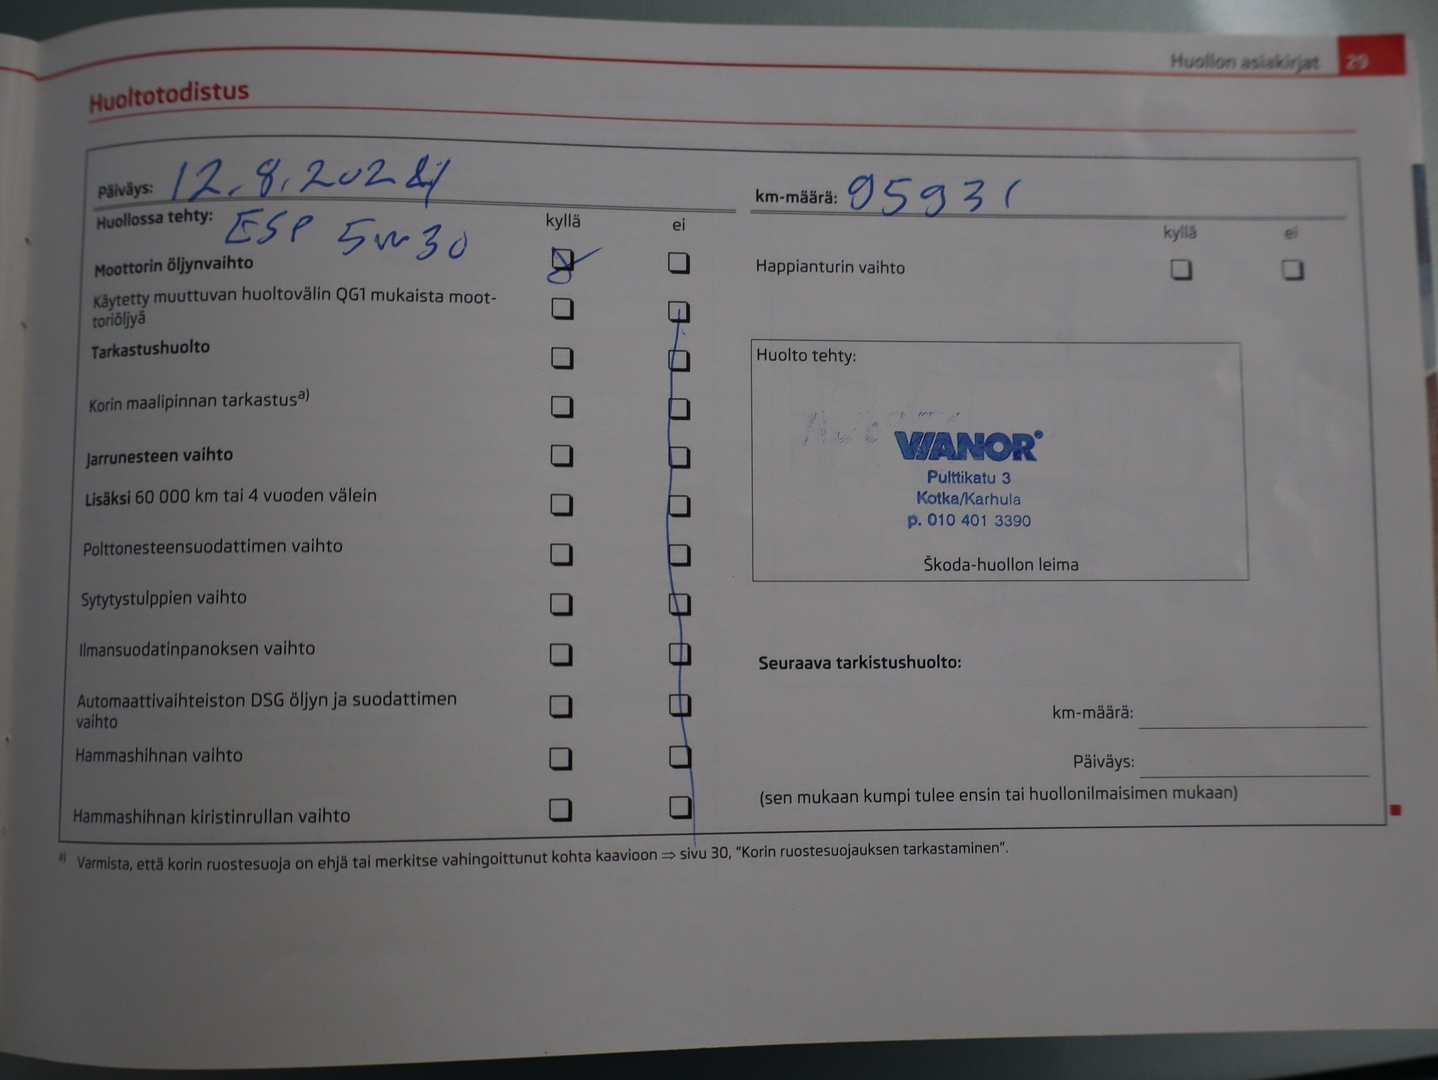 Huollon asiakirjat 29
Huoltotodistus
Päiväys: 12.8.2024
km-määrä: 95931
Huollossa tehty: ESP 5w30
kyllä ei
Moottorin öljynvaihto
Käytetty muuttuvan huoltovälin QG1 mukaista moot-
toriöljyä
Tarkastushuolto
Korin maalipinnan tarkastusa)
Jarrunesteen vaihto
Lisäksi 60 000 km tai 4 vuoden välein
Polttonesteensuodattimen vaihto
Sytytystulppien vaihto
Ilmansuodatinpanoksen vaihto
Automaattivaihteiston DSG öljyn ja suodattimen
vaihto
Hammashihnan vaihto
Hammashihnan kiristinrullan vaihto
kyllä ei
Happianturin vaihto
Huolto tehty:
WIANOR®
Pulttikatu 3
Kotka/Karhula
p. 010 401 3390
Škoda-huollon leima
Seuraava tarkistushuolto:
km-määrä:
Päiväys:
(sen mukaan kumpi tulee ensin tai huollonilmaisimen mukaan)
a) Varmista, että korin ruostesuoja on ehjä tai merkitse vahingoittunut kohta kaavioon ⇒ sivu 30, "Korin ruostesuojauksen tarkastaminen".